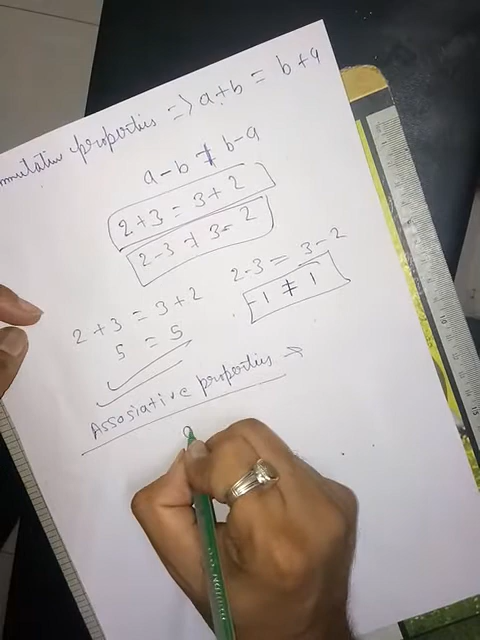 mmutativ properties => a+b = b+a
a-b ≠ b-a
2+3 = 3+2
2-3 ≠ 3-2
2+3 = 3+2
5 = 5
2-3 = 3-2
-1 ≠ 1
Assosiative properties →
a